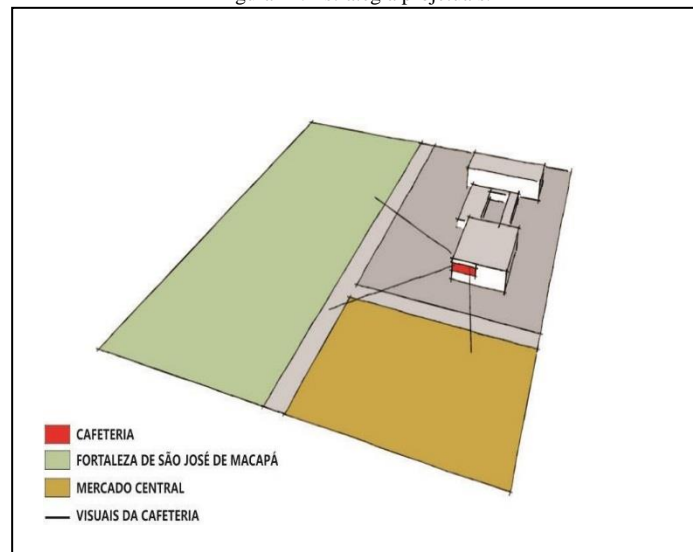 CAFETERIA
FORTALEZA DE SÃO JOSÉ DE MACAPÁ
MERCADO CENTRAL
VISUAIS DA CAFETERIA